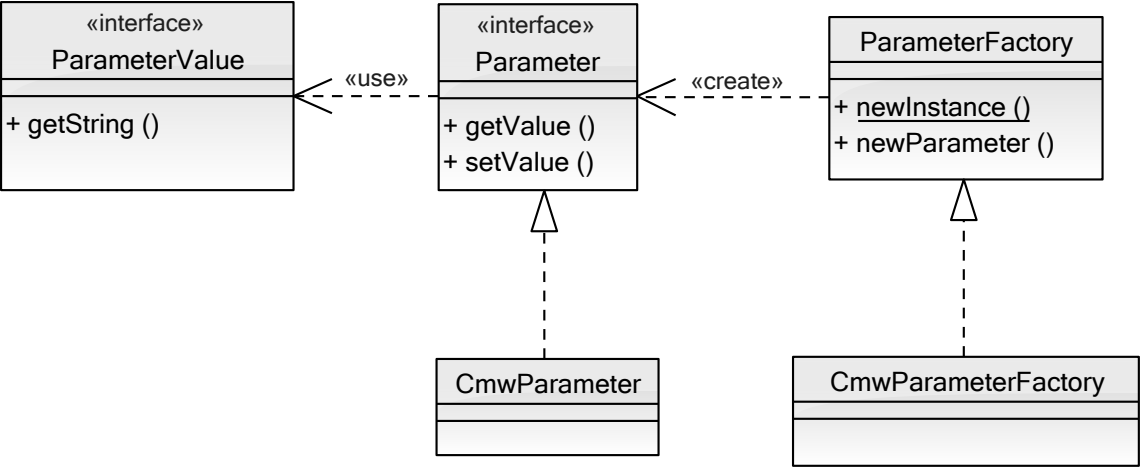 «interface»
ParameterValue
+ getString ()
«use»
«interface»
Parameter
+ getValue ()
+ setValue ()
«create»
ParameterFactory
+ newInstance ()
+ newParameter ()
CmwParameter
CmwParameterFactory